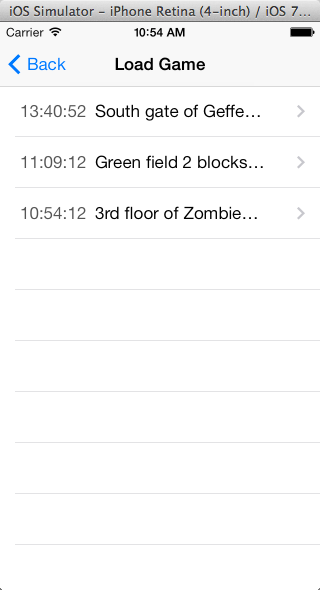 iOS Simulator - iPhone Retina (4-inch) / iOS 7...
Carrier 10:54 AM
Back Load Game
13:40:52 South gate of Geffe...
11:09:12 Green field 2 blocks...
10:54:12 3rd floor of Zombie...